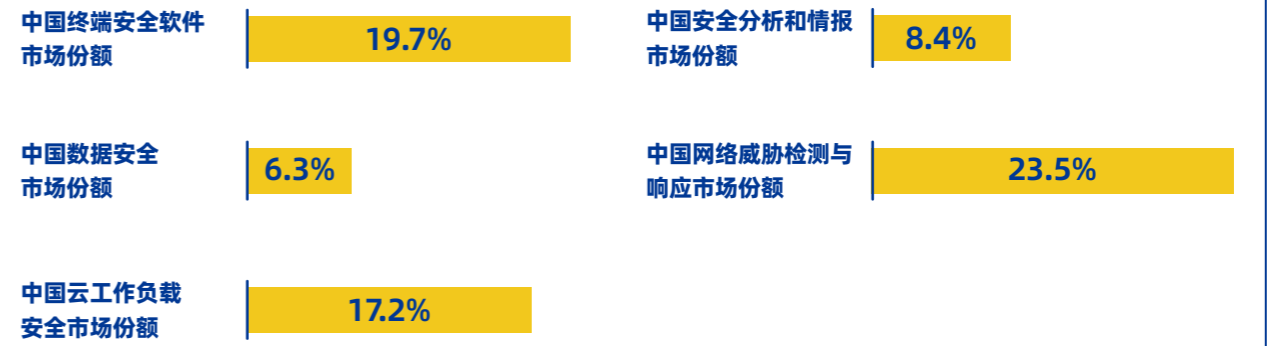 中国终端安全软件
市场份额
19.7%
中国安全分析和情报
市场份额
8.4%
中国数据安全
市场份额
6.3%
中国网络威胁检测与
响应市场份额
23.5%
中国云工作负载
安全市场份额
17.2%